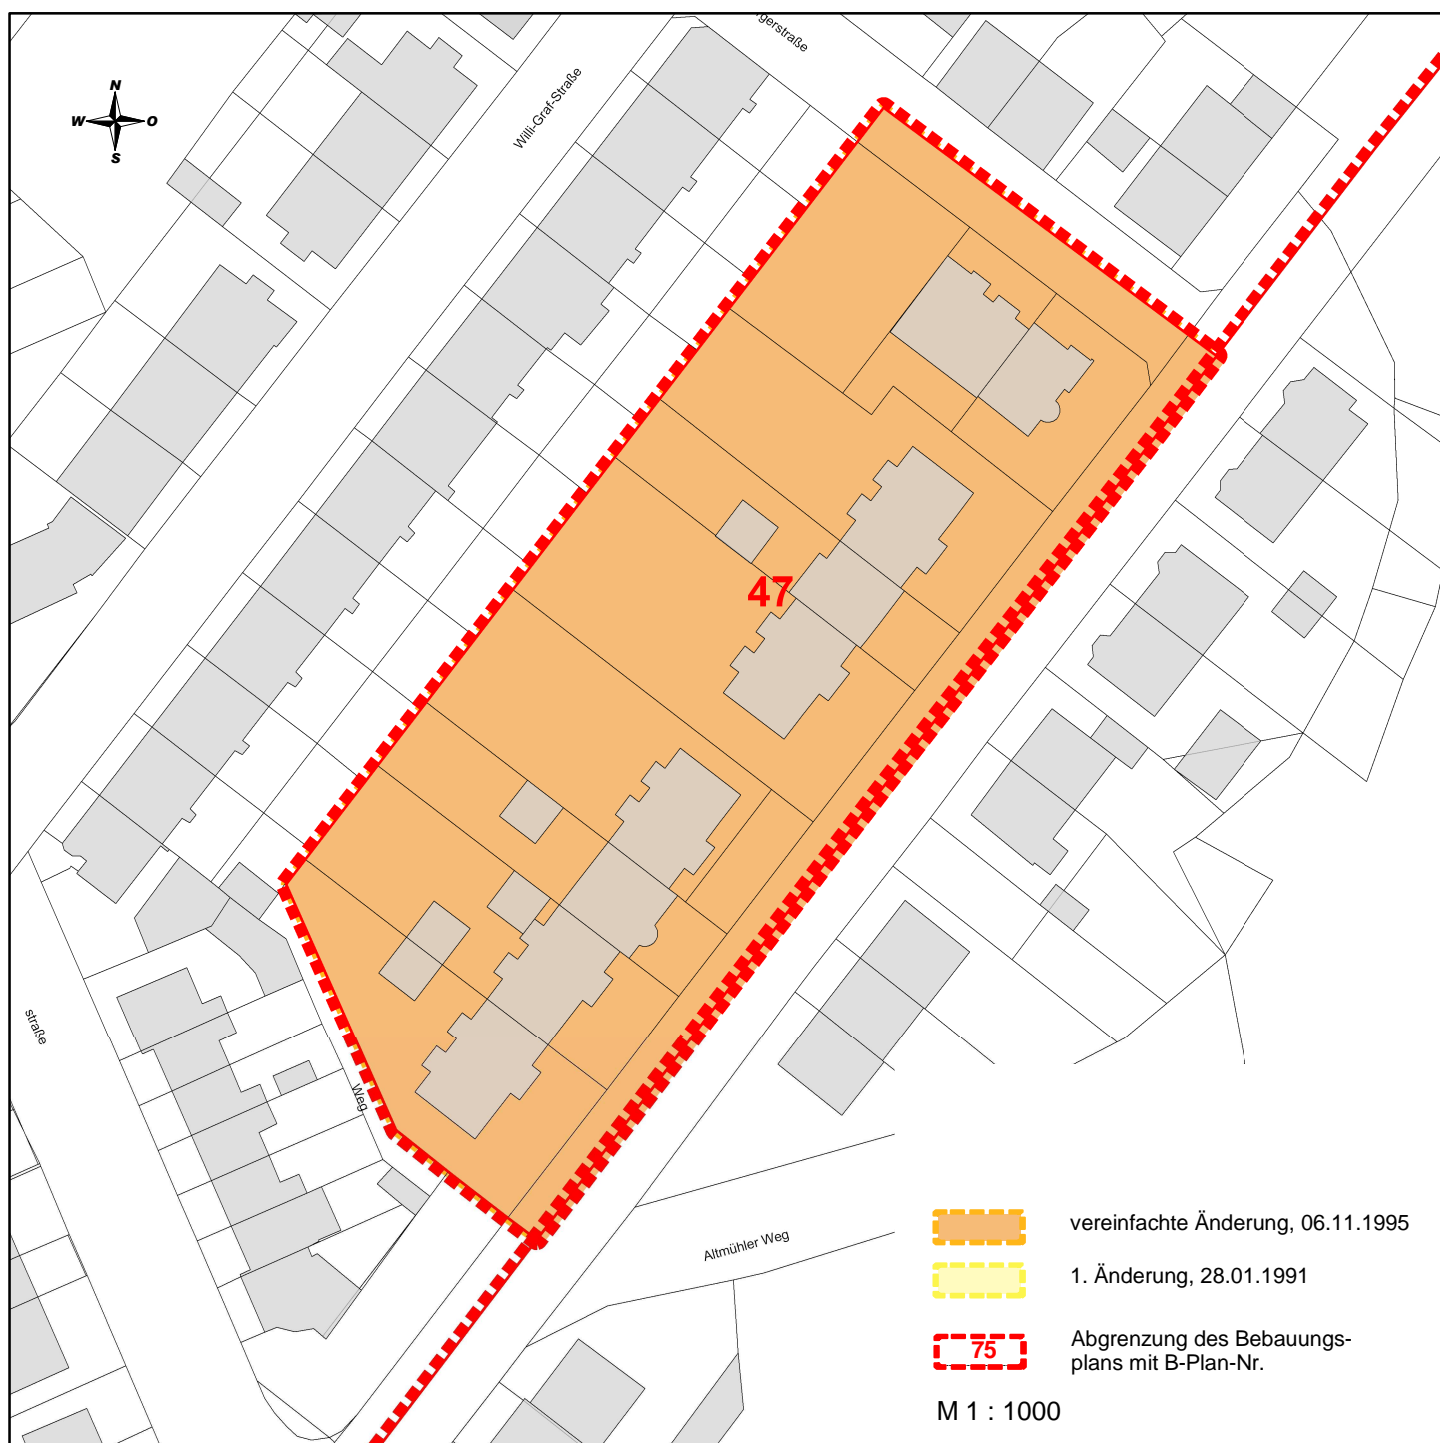 rgerstraße
Willi-Graf-Straße
N
W
O
S
47
straße
Weg
Altmühler Weg
vereinfachte Änderung, 06.11.1995
1. Änderung, 28.01.1991
75
Abgrenzung des Bebauungs-
plans mit B-Plan-Nr.
M 1 : 1000